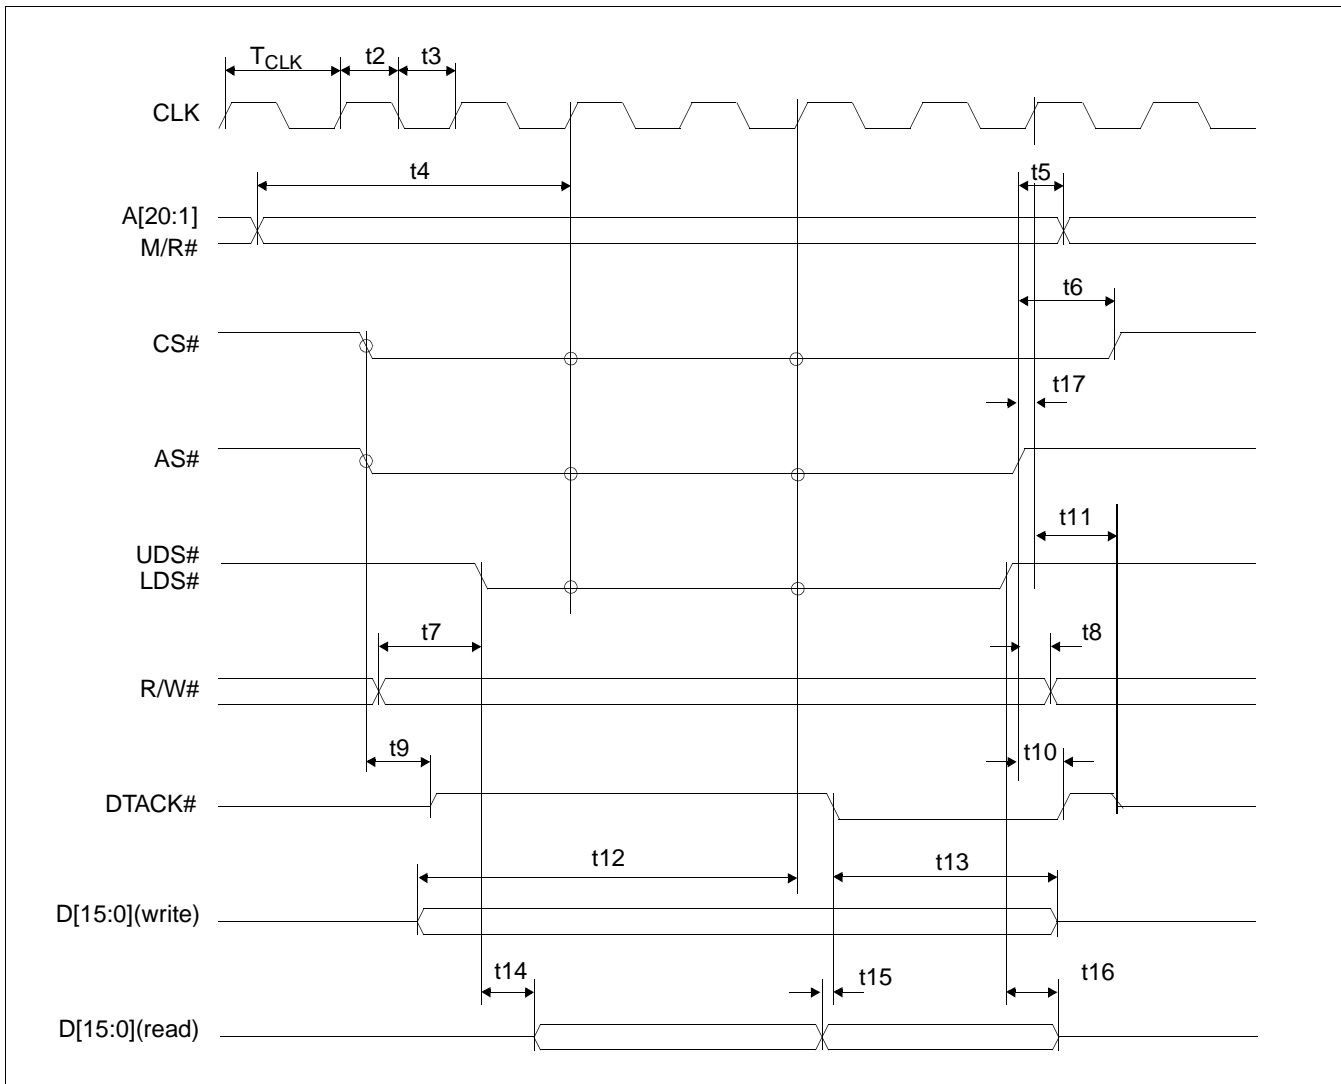 TCLK t2 t3
CLK
t4 t5
A[20:1]
M/R#
t6
CS#
t17
AS#
t11
UDS#
LDS#
t7 t8
R/W#
t9 t10
DTACK#
t12 t13
D[15:0](write)
t14 t15 t16
D[15:0](read)